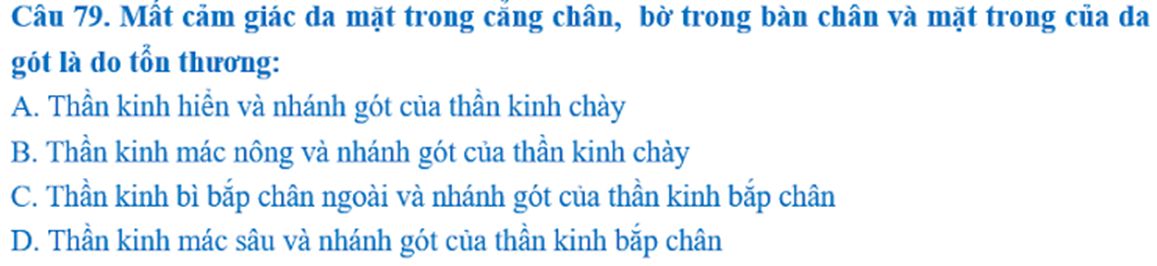 Câu 79. Mất cảm giác da mặt trong cẳng chân, bờ trong bàn chân và mặt trong của da
gót là do tổn thương:
A. Thần kinh hiển và nhánh gót của thần kinh chày
B. Thần kinh mác nông và nhánh gót của thần kinh chày
C. Thần kinh bì bắp chân ngoài và nhánh gót của thần kinh bắp chân
D. Thần kinh mác sâu và nhánh gót của thần kinh bắp chân